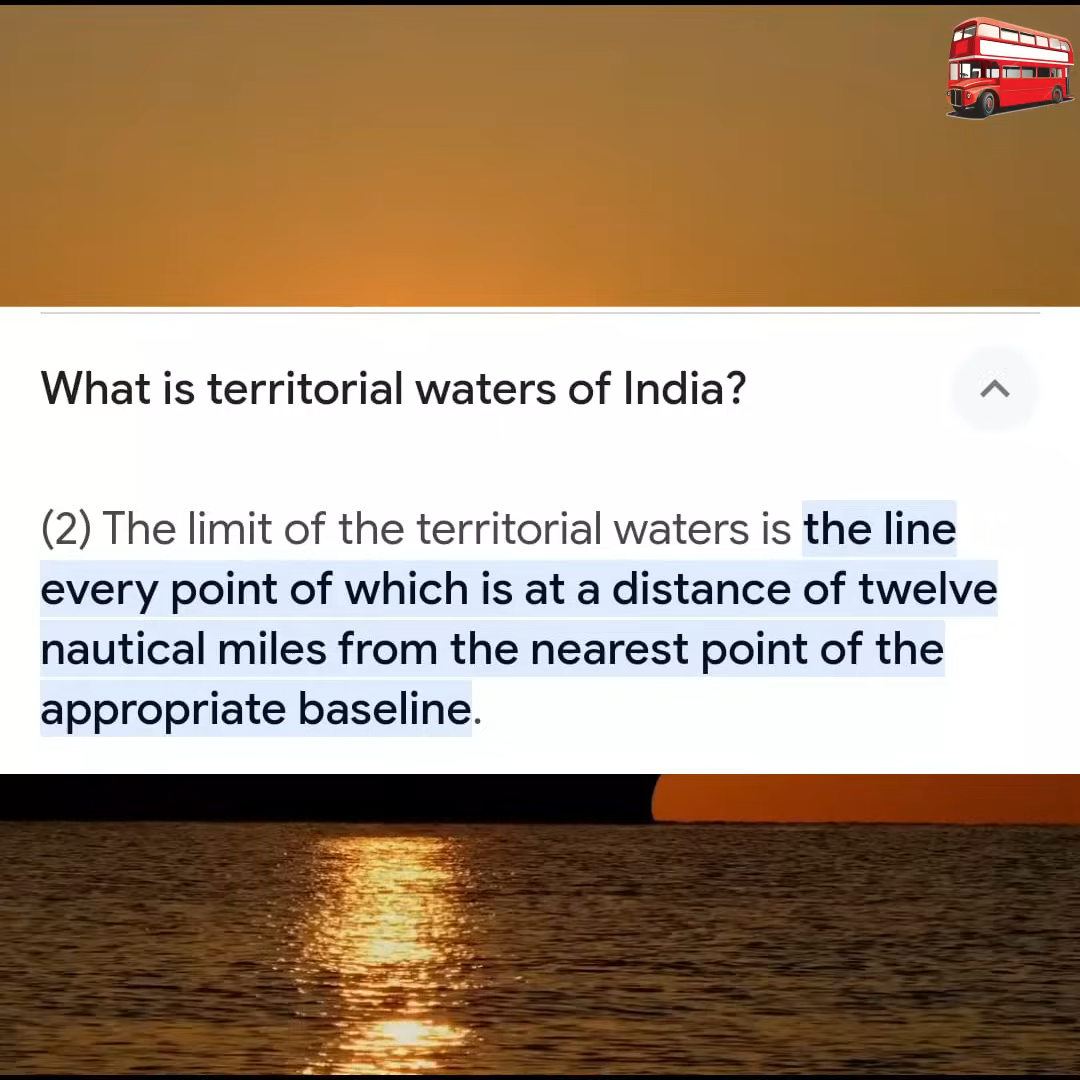 What is territorial waters of India?
(2) The limit of the territorial waters is the line
every point of which is at a distance of twelve
nautical miles from the nearest point of the
appropriate baseline.